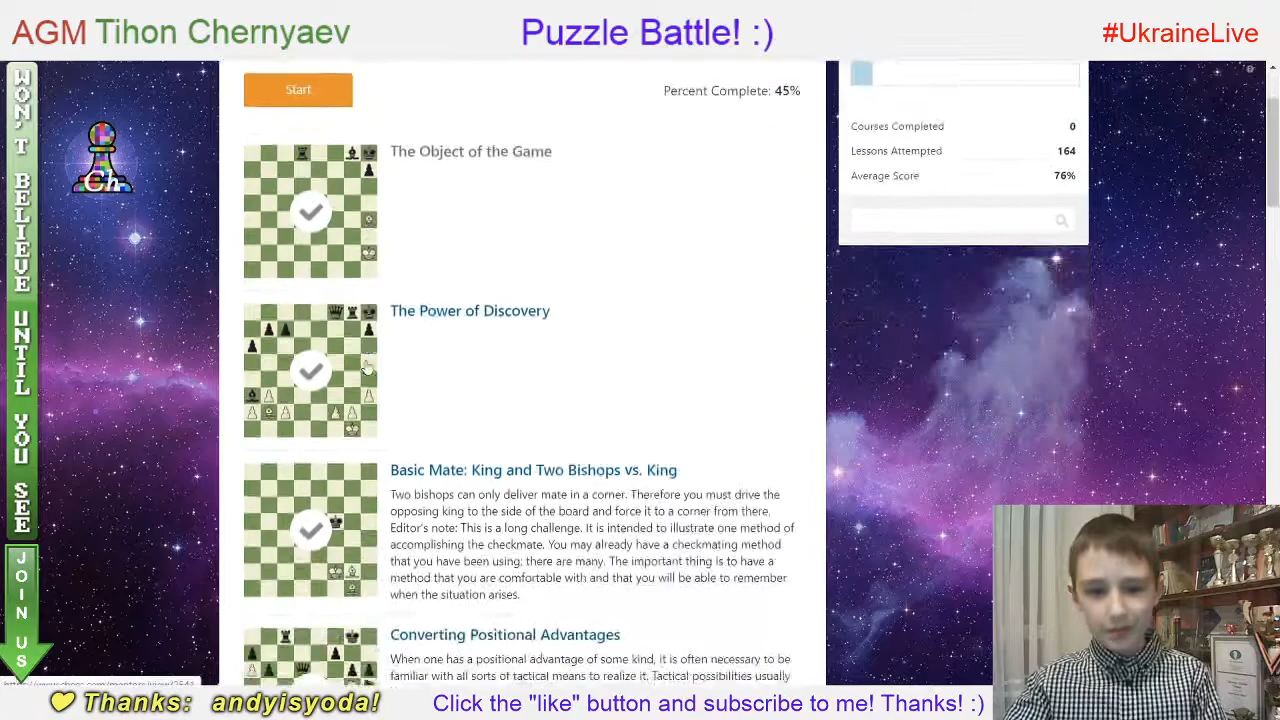 AGM Tihon Chernyaev
Puzzle Battle! :)
#UkraineLive
WON'T BELIEVE UNTIL YOU SEE
JOIN US
Ch
Start
Percent Complete: 45%
The Object of the Game
The Power of Discovery
Basic Mate: King and Two Bishops vs. King
Two bishops can only deliver mate in a corner. Therefore you must drive the
opposing king to the side of the board and force it to a corner from there.
Editor's note: This is a long challenge. It is intended to illustrate one method of
accomplishing the checkmate. You may already have a checkmating method
that you have been using; there are many. The important thing is to have a
method that you are comfortable with and that you will be able to remember
when the situation arises.
Converting Positional Advantages
When one has a positional advantage of some kind, it is often necessary to be
familiar with all sorts of tactical means to realize it. Tactical possibilities usually
Courses Completed 0
Lessons Attempted 164
Average Score 76%
Thanks: andyisyoda!
Click the "like" button and subscribe to me! Thanks! :)